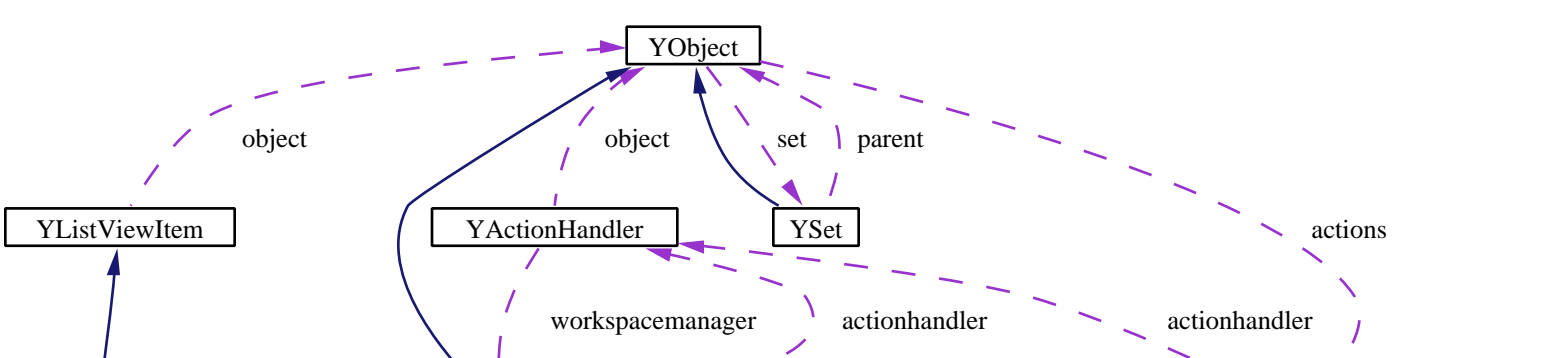 YObject
object
object
set
parent
YListViewItem
YActionHandler
YSet
actions
workspacemanager
actionhandler
actionhandler